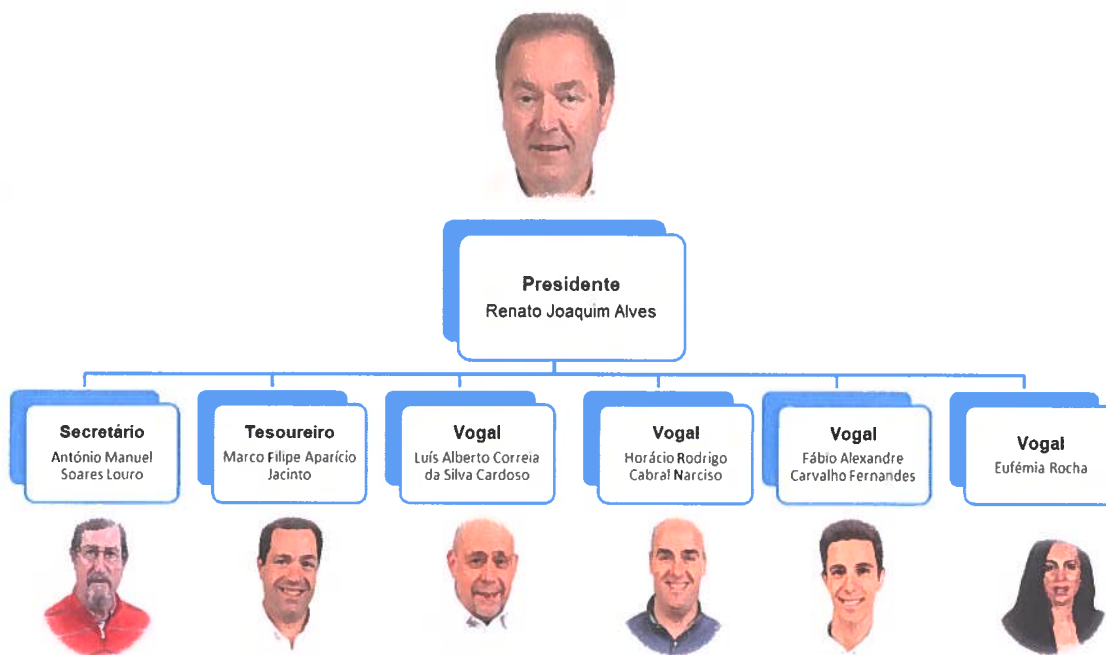 Presidente
Renato Joaquim Alves
Secretário
António Manuel
Soares Louro
Tesoureiro
Marco Filipe Aparício
Jacinto
Vogal
Luís Alberto Correia
da Silva Cardoso
Vogal
Horácio Rodrigo
Cabral Narciso
Vogal
Fábio Alexandre
Carvalho Fernandes
Vogal
Eufémia Rocha